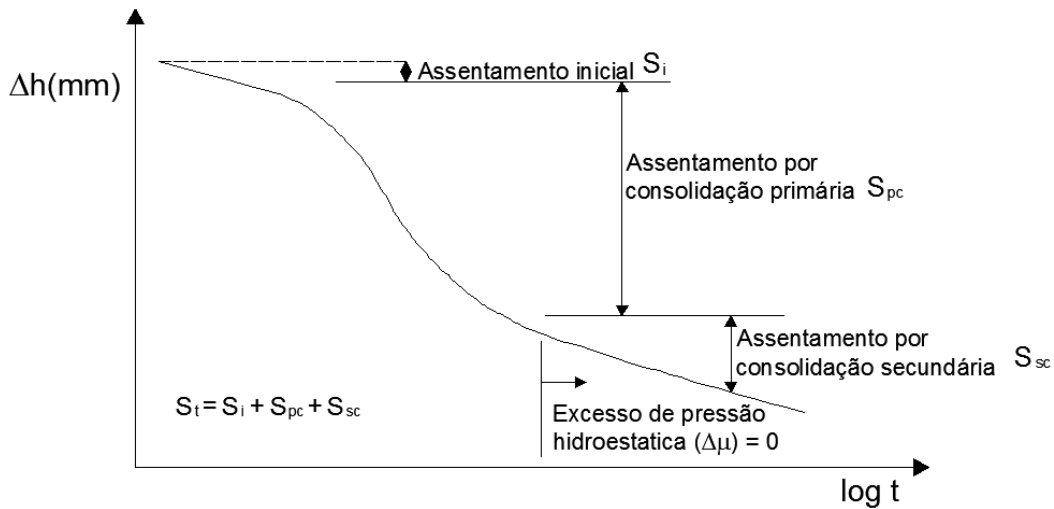 Δh(mm)
Assentamento inicial Si
Assentamento por
consolidação primária Spc
Assentamento por
consolidação secundária Ssc
St = Si + Spc + Ssc
Excesso de pressão
hidroestatica (Δμ) = 0
log t